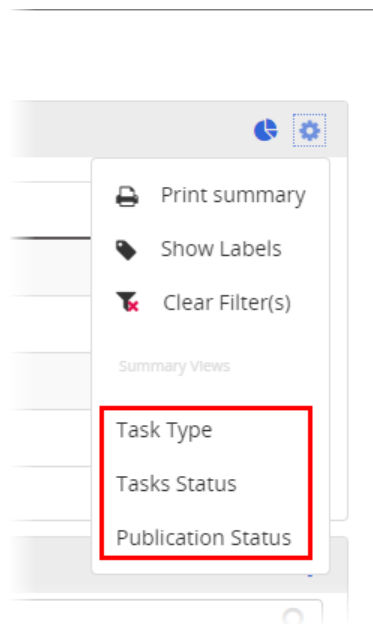 Print summary
Show Labels
Clear Filter(s)
Summary Views
Task Type
Tasks Status
Publication Status